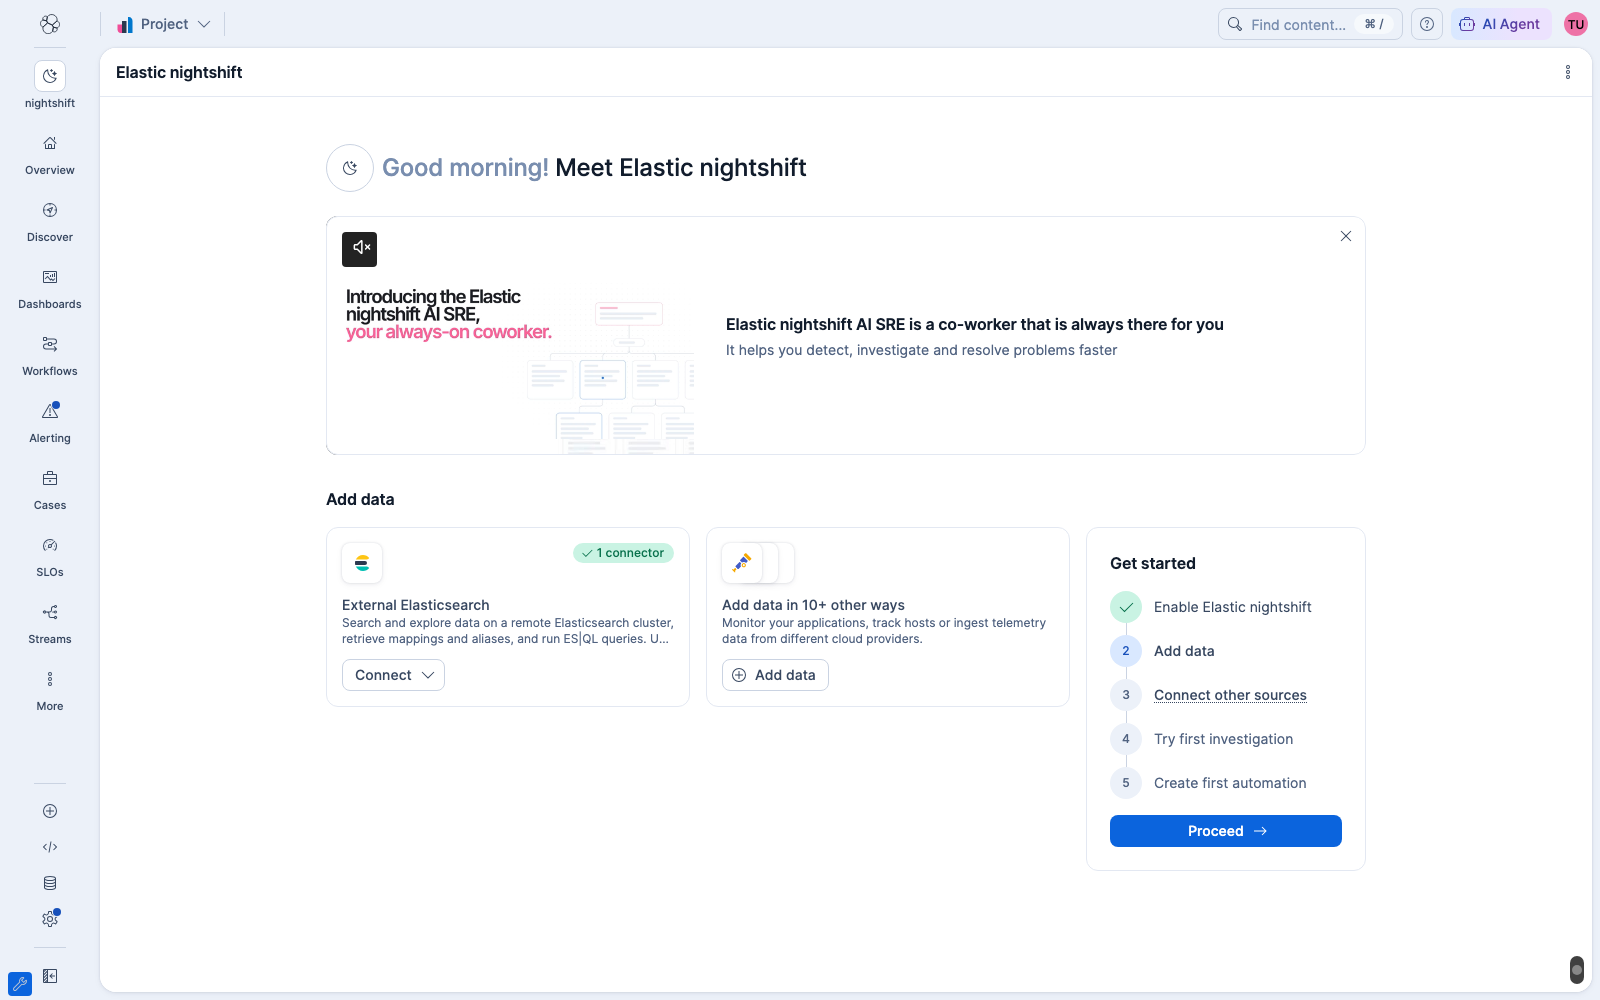 Project
Find content...
⌘ /
AI Agent
TU
nightshift
Overview
Discover
Dashboards
Workflows
Alerting
Cases
SLOs
Streams
More
Elastic nightshift
Good morning! Meet Elastic nightshift
Introducing the Elastic
nightshift AI SRE,
your always-on coworker.
Elastic nightshift AI SRE is a co-worker that is always there for you
It helps you detect, investigate and resolve problems faster
Add data
1 connector
External Elasticsearch
Search and explore data on a remote Elasticsearch cluster,
retrieve mappings and aliases, and run ES|QL queries. U...
Connect
Add data in 10+ other ways
Monitor your applications, track hosts or ingest telemetry
data from different cloud providers.
Add data
Get started
Enable Elastic nightshift
2 Add data
3 Connect other sources
4 Try first investigation
5 Create first automation
Proceed